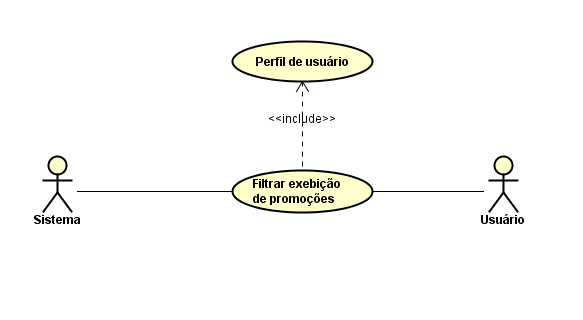 Perfil de usuário
<<include>>
Filtrar exebição
de promoções
Sistema
Usuário